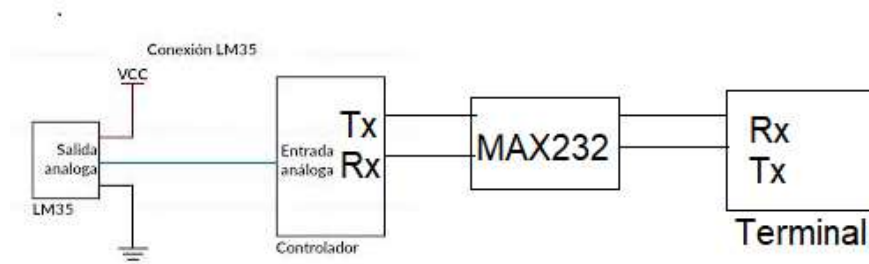 Conexión LM35
VCC
Salida
analoga
LM35
Entrada
análoga
Tx
Rx
Controlador
MAX232
Rx
Tx
Terminal